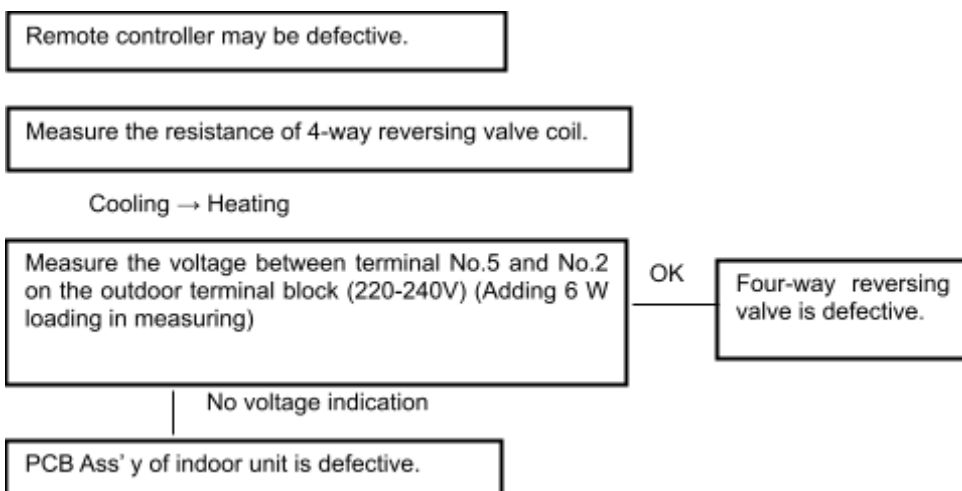 Remote controller may be defective.
Measure the resistance of 4-way reversing valve coil.
Cooling → Heating
Measure the voltage between terminal No.5 and No.2
on the outdoor terminal block (220-240V) (Adding 6 W
loading in measuring)
OK
Four-way reversing
valve is defective.
No voltage indication
PCB Ass' y of indoor unit is defective.